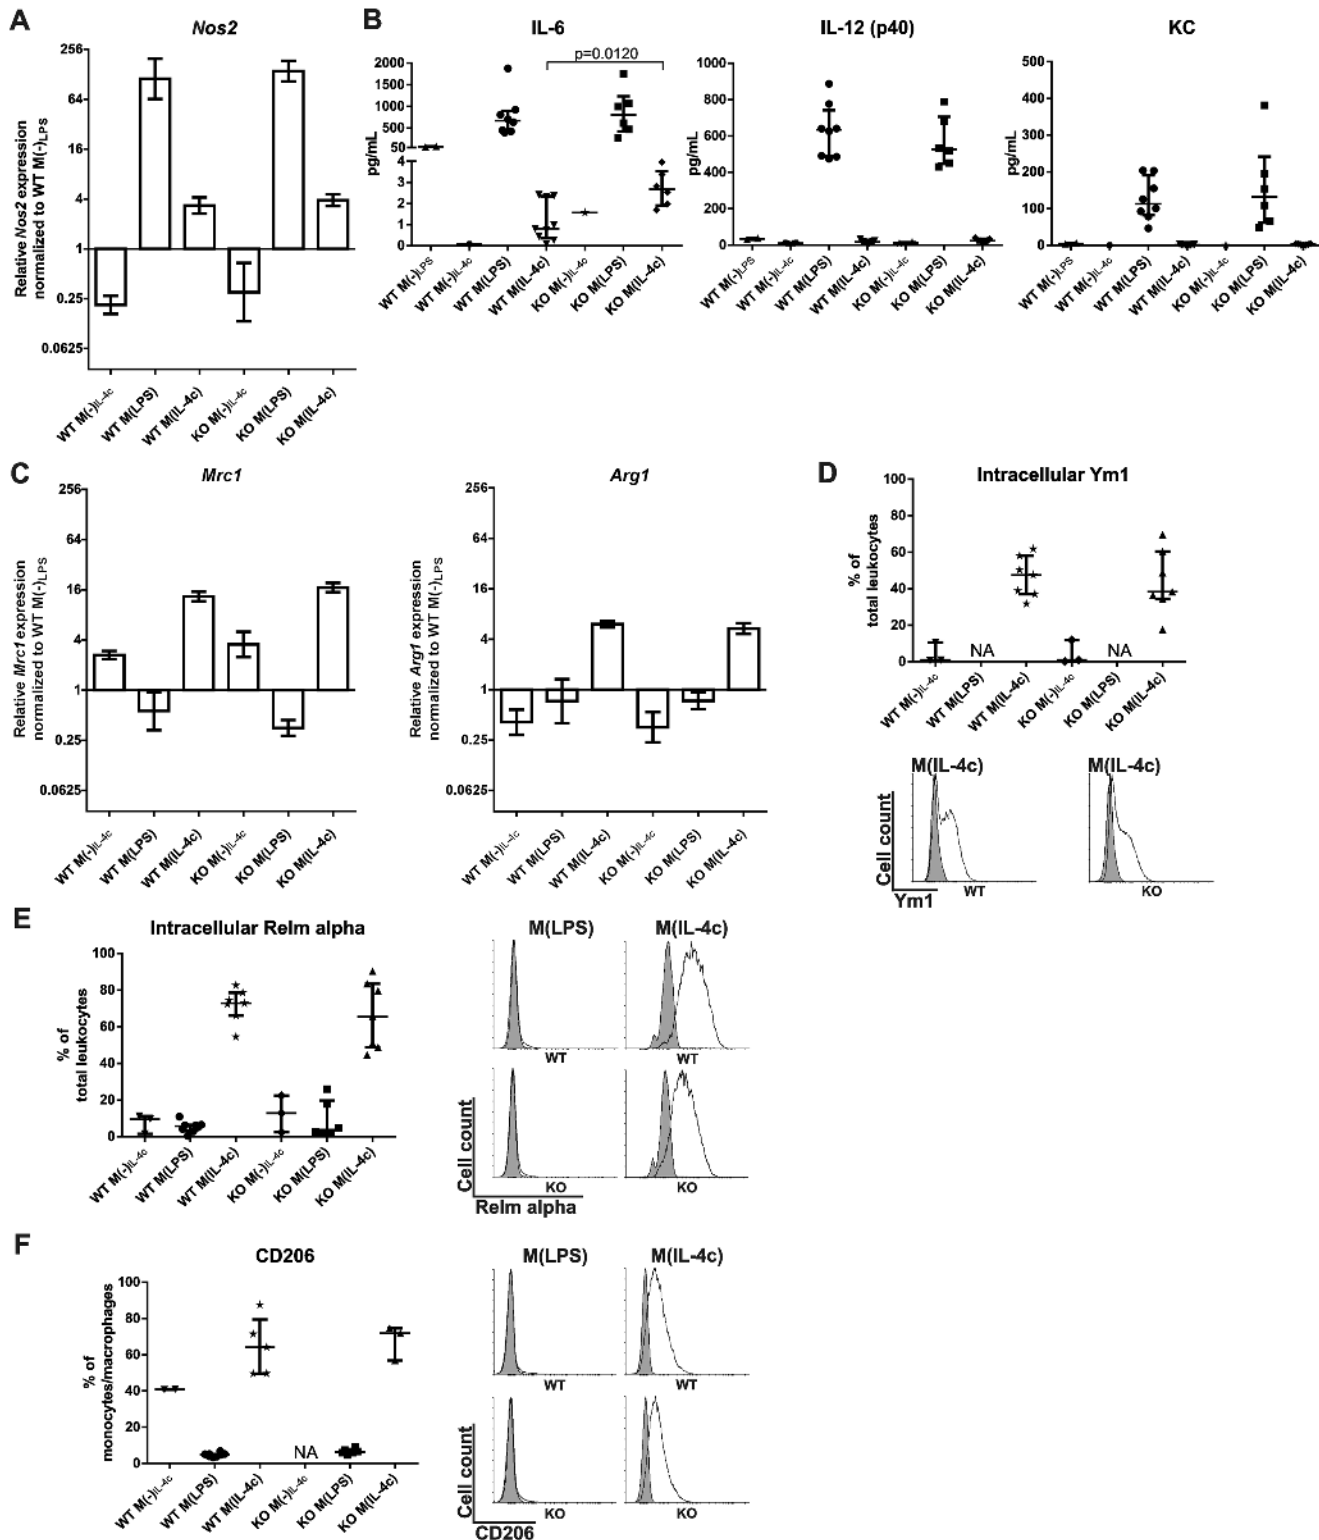 A
Nos2
Relative Nos2 expression
normalized to WT M(-)LPS
256
64
16
4
1
0.25
0.0625
WT M(-)IL-4c
WT M(LPS)
WT M(IL-4c)
KO M(-)IL-4c
KO M(LPS)
KO M(IL-4c)
B
IL-6
p=0.0120
pg/mL
2000
1500
1000
500
50
4
3
2
1
0
WT M(-)LPS
WT M(-)IL-4c
WT M(LPS)
WT M(IL-4c)
KO M(-)IL-4c
KO M(LPS)
KO M(IL-4c)
IL-12 (p40)
pg/mL
1000
800
600
400
200
0
WT M(-)LPS
WT M(-)IL-4c
WT M(LPS)
WT M(IL-4c)
KO M(-)IL-4c
KO M(LPS)
KO M(IL-4c)
KC
pg/mL
500
400
300
200
100
0
WT M(-)LPS
WT M(-)IL-4c
WT M(LPS)
WT M(IL-4c)
KO M(-)IL-4c
KO M(LPS)
KO M(IL-4c)
C
Mrc1
Relative Mrc1 expression
normalized to WT M(-)LPS
256
64
16
4
1
0.25
0.0625
WT M(-)IL-4c
WT M(LPS)
WT M(IL-4c)
KO M(-)IL-4c
KO M(LPS)
KO M(IL-4c)
Arg1
Relative Arg1 expression
normalized to WT M(-)LPS
256
64
16
4
1
0.25
0.0625
WT M(-)IL-4c
WT M(LPS)
WT M(IL-4c)
KO M(-)IL-4c
KO M(LPS)
KO M(IL-4c)
D
Intracellular Ym1
% of
total leukocytes
100
80
60
40
20
0
NA
NA
WT M(-)IL-4c
WT M(LPS)
WT M(IL-4c)
KO M(-)IL-4c
KO M(LPS)
KO M(IL-4c)
M(IL-4c)
M(IL-4c)
Cell count
Ym1
WT
KO
E
Intracellular Relm alpha
% of
total leukocytes
100
80
60
40
20
0
WT M(-)IL-4c
WT M(LPS)
WT M(IL-4c)
KO M(-)IL-4c
KO M(LPS)
KO M(IL-4c)
M(LPS)
M(IL-4c)
WT
WT
Cell count
KO
KO
Relm alpha
F
CD206
% of
monocytes/macrophages
100
80
60
40
20
0
NA
WT M(-)IL-4c
WT M(LPS)
WT M(IL-4c)
KO M(-)IL-4c
KO M(LPS)
KO M(IL-4c)
M(LPS)
M(IL-4c)
WT
WT
Cell count
KO
KO
CD206